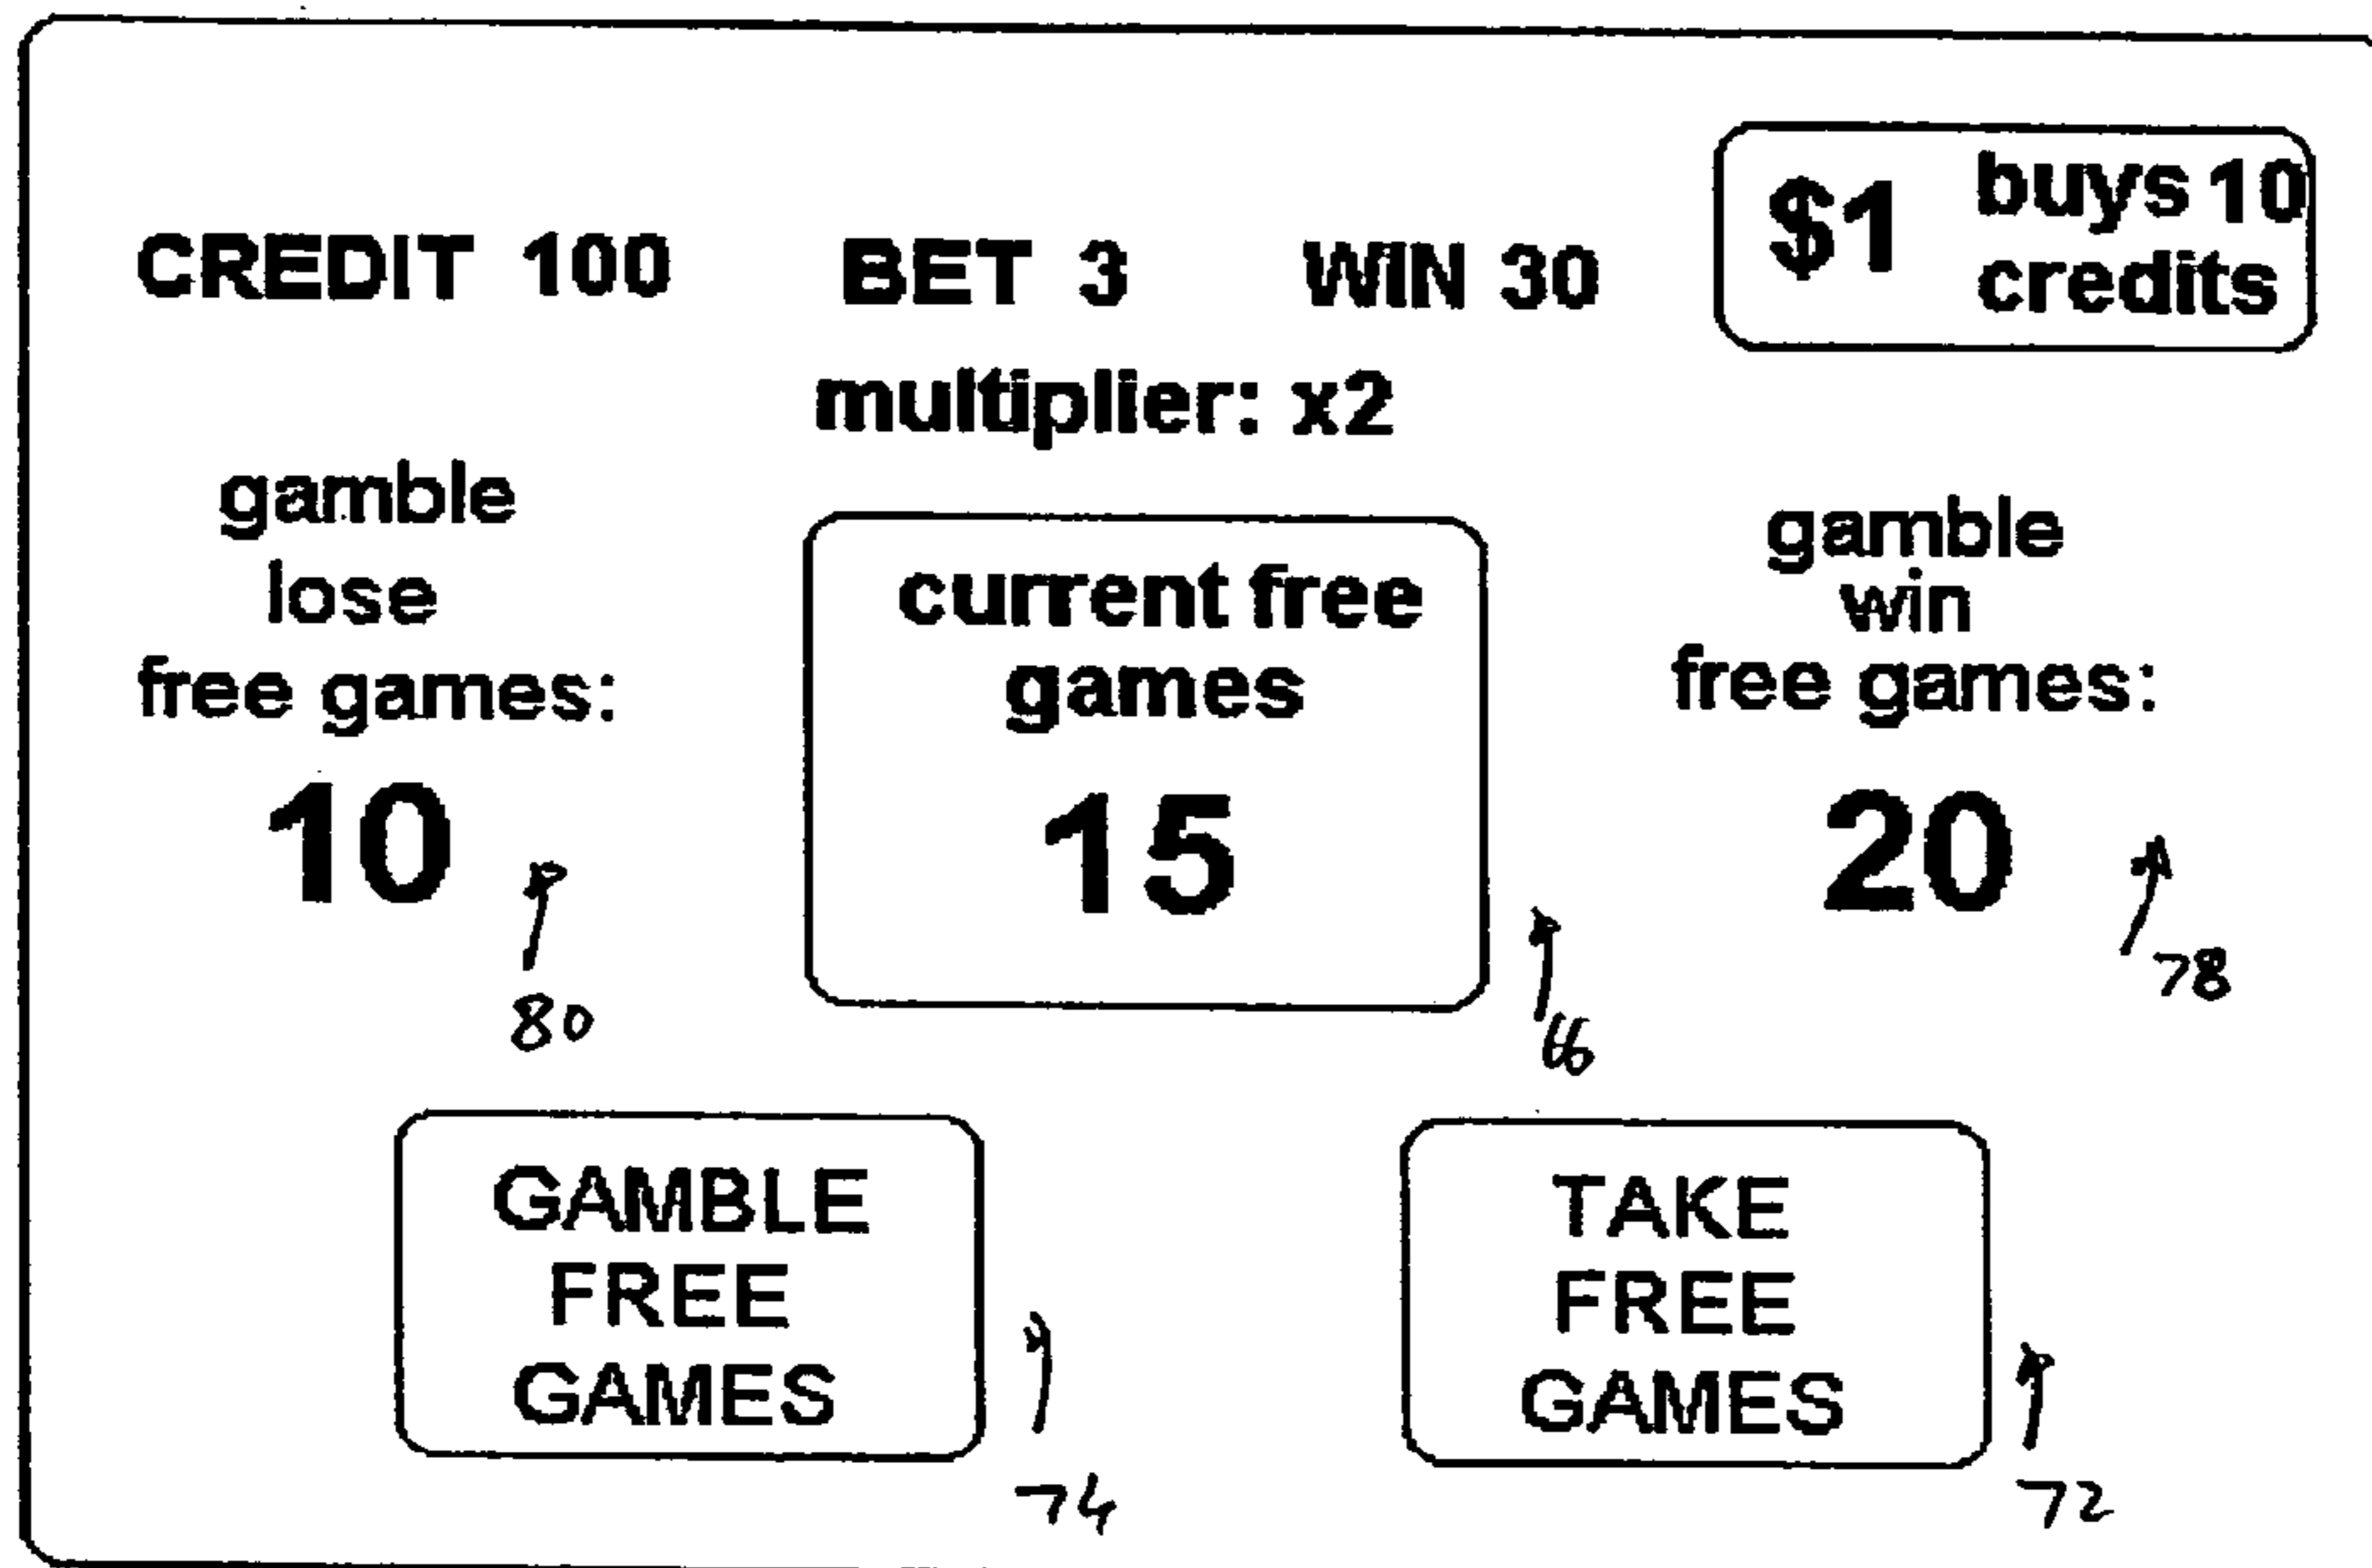 $1 buys 10
credits
CREDIT 100 BET 3 WIN 30
multiplier: x2
gamble
lose
free games:
10
80
current free
games
15
66
gamble
win
free games:
20
78
GAMBLE
FREE
GAMES
74
TAKE
FREE
GAMES
72